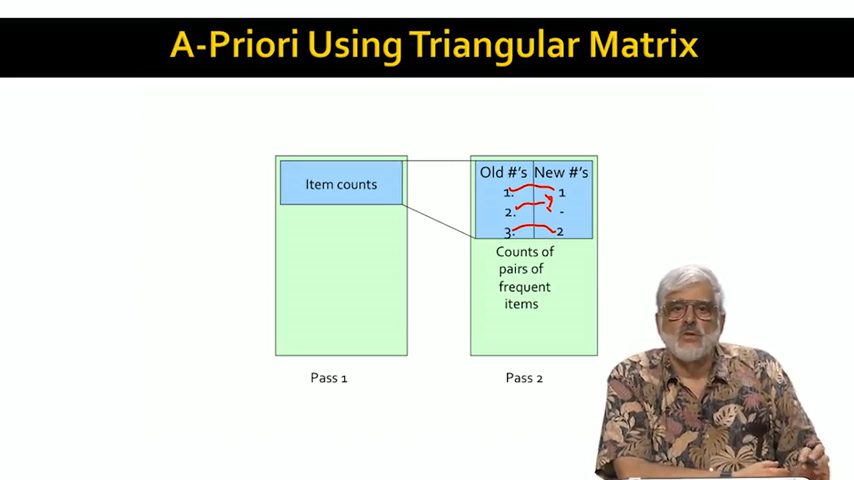 A-Priori Using Triangular Matrix
Item counts
Old #'s New #'s
1. 1
2. -
3. 2
Counts of
pairs of
frequent
items
Pass 1
Pass 2